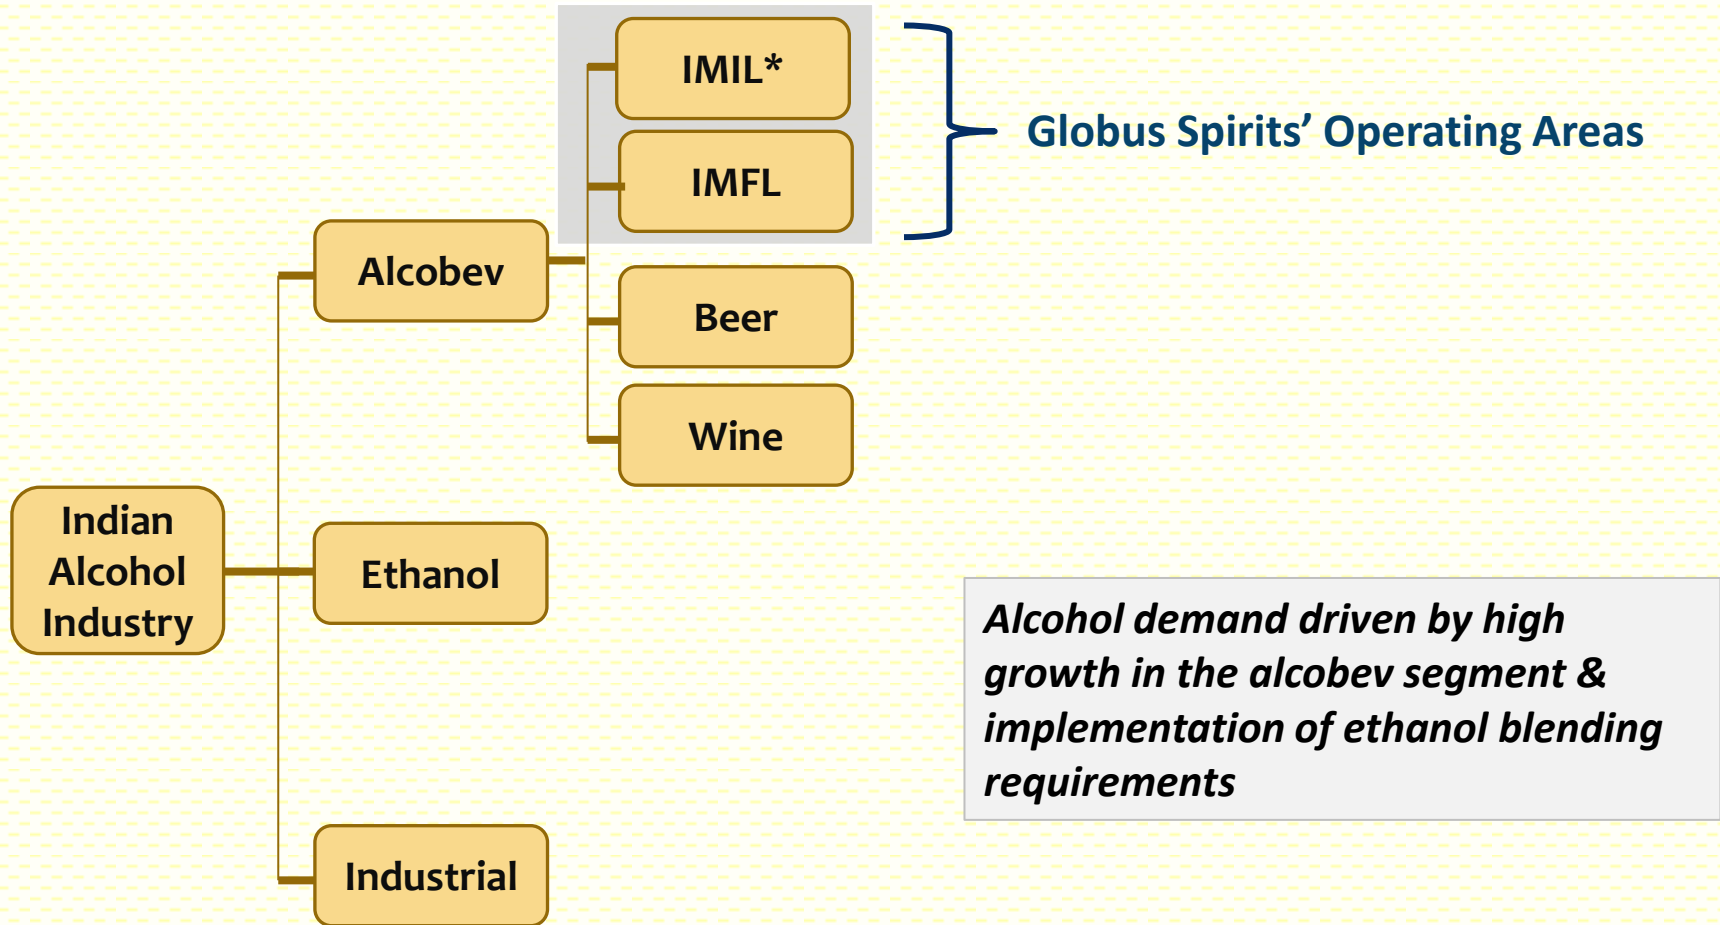 IMIL*
Globus Spirits’ Operating Areas
IMFL
Alcobev
Beer
Wine
Indian
Alcohol
Industry
Ethanol
Alcohol demand driven by high
growth in the alcobev segment &
implementation of ethanol blending
requirements
Industrial